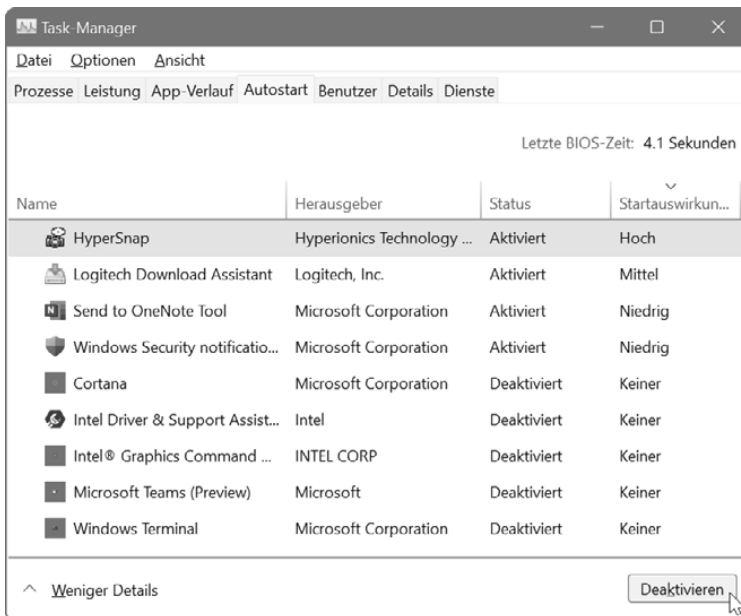 Task-Manager
Datei Optionen Ansicht
Prozesse Leistung App-Verlauf Autostart Benutzer Details Dienste
Letzte BIOS-Zeit: 4.1 Sekunden
Name Herausgeber Status Startauswirkun...
HyperSnap Hyperionics Technology ... Aktiviert Hoch
Logitech Download Assistant Logitech, Inc. Aktiviert Mittel
Send to OneNote Tool Microsoft Corporation Aktiviert Niedrig
Windows Security notificatio... Microsoft Corporation Aktiviert Niedrig
Cortana Microsoft Corporation Deaktiviert Keiner
Intel Driver & Support Assist... Intel Deaktiviert Keiner
Intel® Graphics Command ... INTEL CORP Deaktiviert Keiner
Microsoft Teams (Preview) Microsoft Deaktiviert Keiner
Windows Terminal Microsoft Corporation Deaktiviert Keiner
Weniger Details Deaktivieren